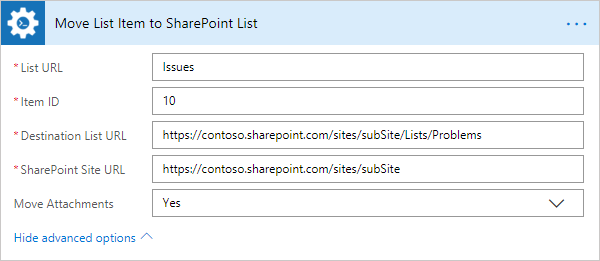 Move List Item to SharePoint List
* List URL Issues
* Item ID 10
* Destination List URL https://contoso.sharepoint.com/sites/subSite/Lists/Problems
* SharePoint Site URL https://contoso.sharepoint.com/sites/subSite
Move Attachments Yes
Hide advanced options